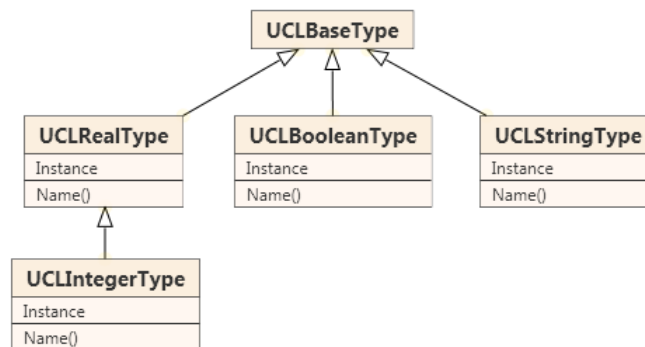 UCLBaseType
UCLRealType
Instance
Name()
UCLBooleanType
Instance
Name()
UCLStringType
Instance
Name()
UCLIntegerType
Instance
Name()